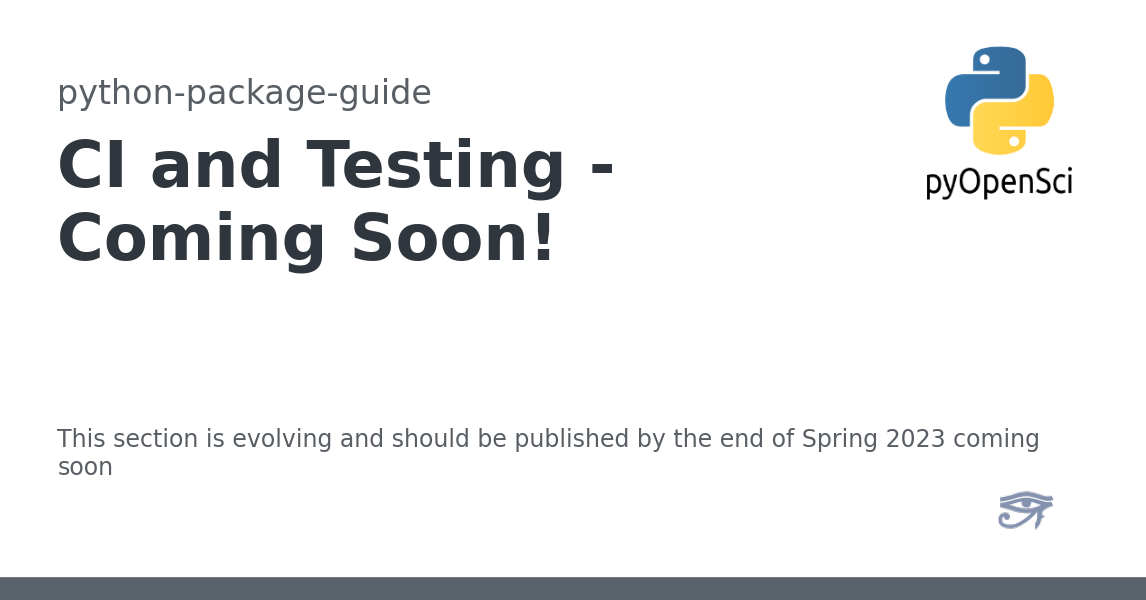 python-package-guide
CI and Testing -
Coming Soon!
pyOpenSci
This section is evolving and should be published by the end of Spring 2023 coming
soon